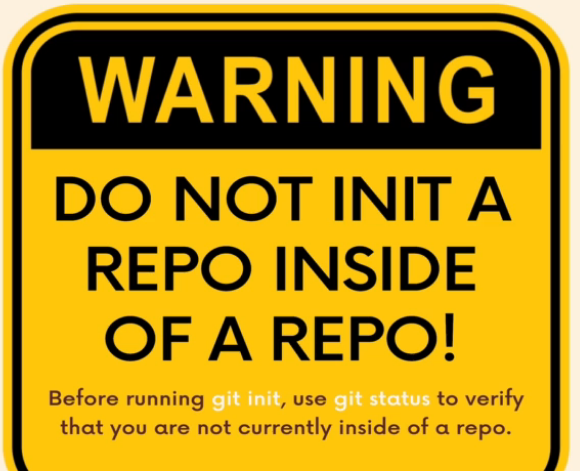 WARNING
DO NOT INIT A
REPO INSIDE
OF A REPO!
Before running git init, use git status to verify
that you are not currently inside of a repo.